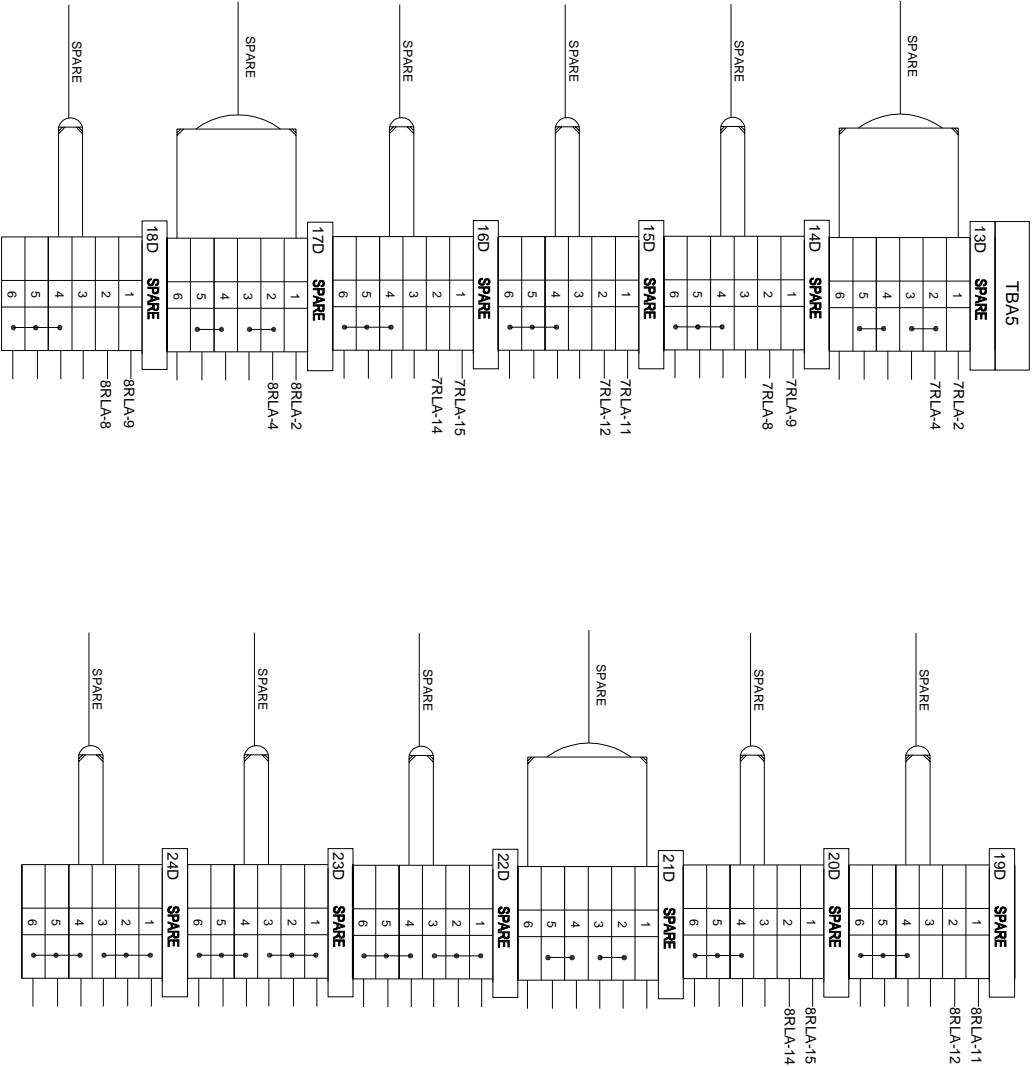 TBA5
13D SPARE
1
2
3
4
5
6
7RLA-2
7RLA-4
SPARE
14D SPARE
1
2
3
4
5
6
7RLA-9
7RLA-8
SPARE
15D SPARE
1
2
3
4
5
6
7RLA-11
7RLA-12
SPARE
16D SPARE
1
2
3
4
5
6
7RLA-15
7RLA-14
SPARE
17D SPARE
1
2
3
4
5
6
8RLA-2
8RLA-4
SPARE
18D SPARE
1
2
3
4
5
6
8RLA-9
8RLA-8
SPARE
19D SPARE
1
2
3
4
5
6
8RLA-11
8RLA-12
SPARE
20D SPARE
1
2
3
4
5
6
8RLA-15
8RLA-14
SPARE
21D SPARE
1
2
3
4
5
6
SPARE
22D SPARE
1
2
3
4
5
6
SPARE
23D SPARE
1
2
3
4
5
6
SPARE
24D SPARE
1
2
3
4
5
6
SPARE